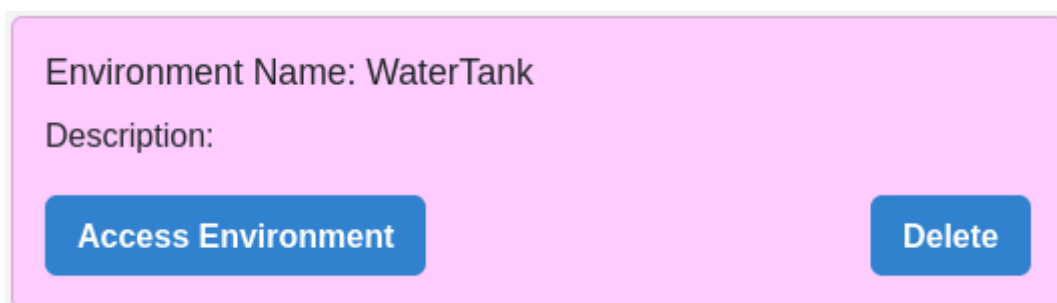 Environment Name: WaterTank
Description:
Access Environment
Delete